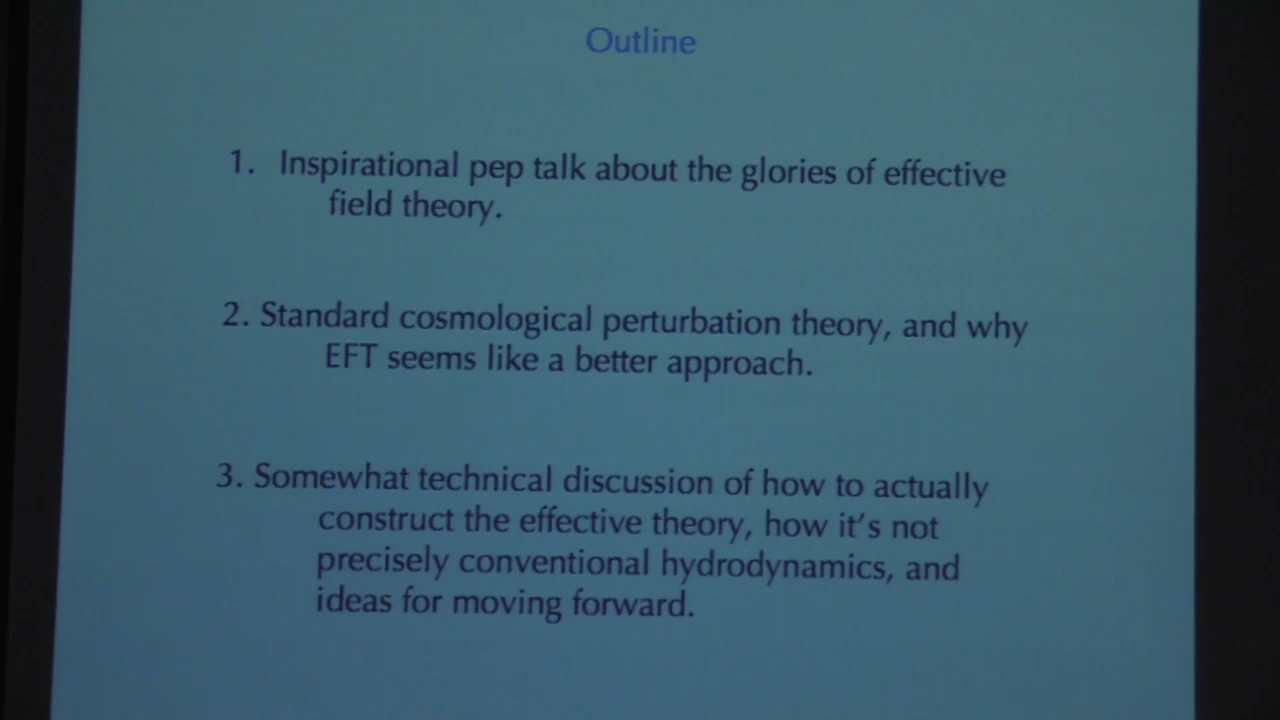 Outline
1. Inspirational pep talk about the glories of effective
field theory.
2. Standard cosmological perturbation theory, and why
EFT seems like a better approach.
3. Somewhat technical discussion of how to actually
construct the effective theory, how it's not
precisely conventional hydrodynamics, and
ideas for moving forward.